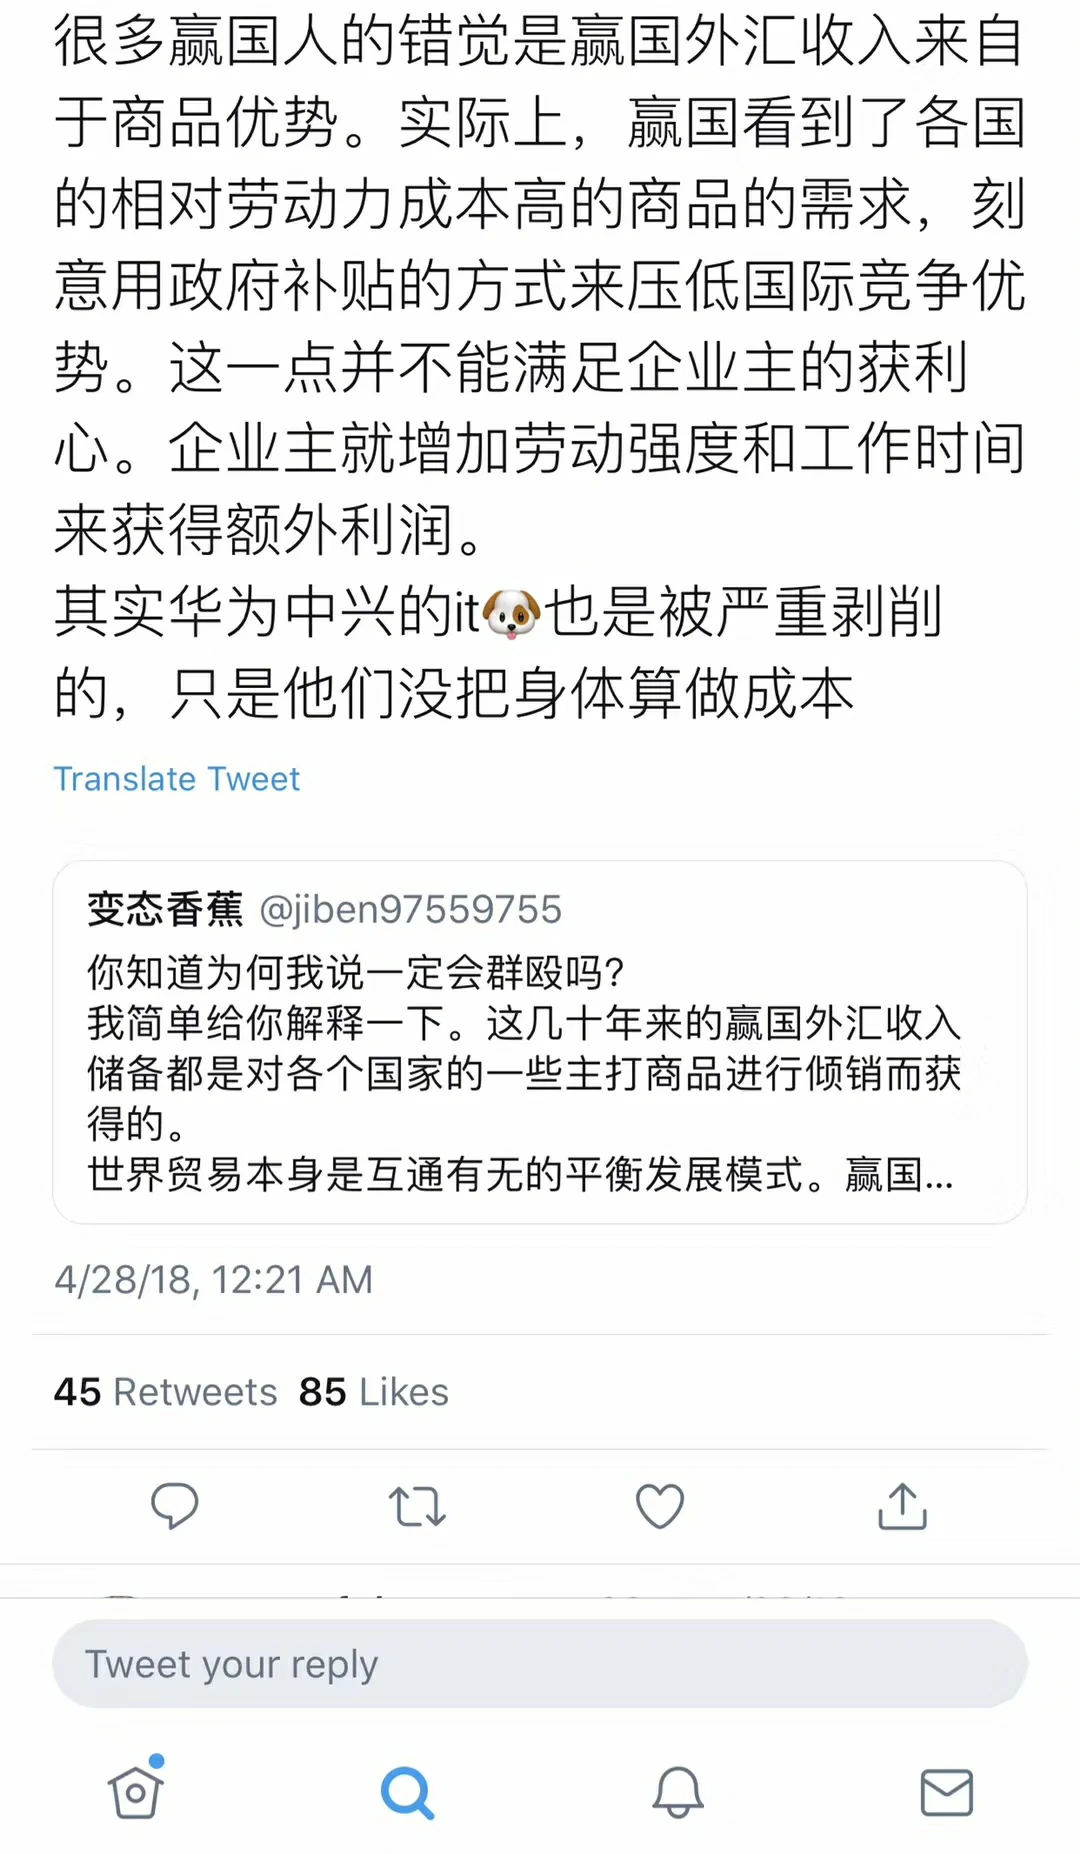 很多赢国人的错觉是赢国外汇收入来自
于商品优势。实际上，赢国看到了各国
的相对劳动力成本高的商品的需求，刻
意用政府补贴的方式来压低国际竞争优
势。这一点并不能满足企业主的获利
心。企业主就增加劳动强度和工作时间
来获得额外利润。
其实华为中兴的it🐶也是被严重剥削
的，只是他们没把身体算做成本
Translate Tweet
变态香蕉 @jiben97559755
你知道为何我说一定会群殴吗?
我简单给你解释一下。这几十年来的赢国外汇收入
储备都是对各个国家的一些主打商品进行倾销而获
得的。
世界贸易本身是互通有无的平衡发展模式。赢国...
4/28/18, 12:21 AM
45 Retweets 85 Likes
Tweet your reply